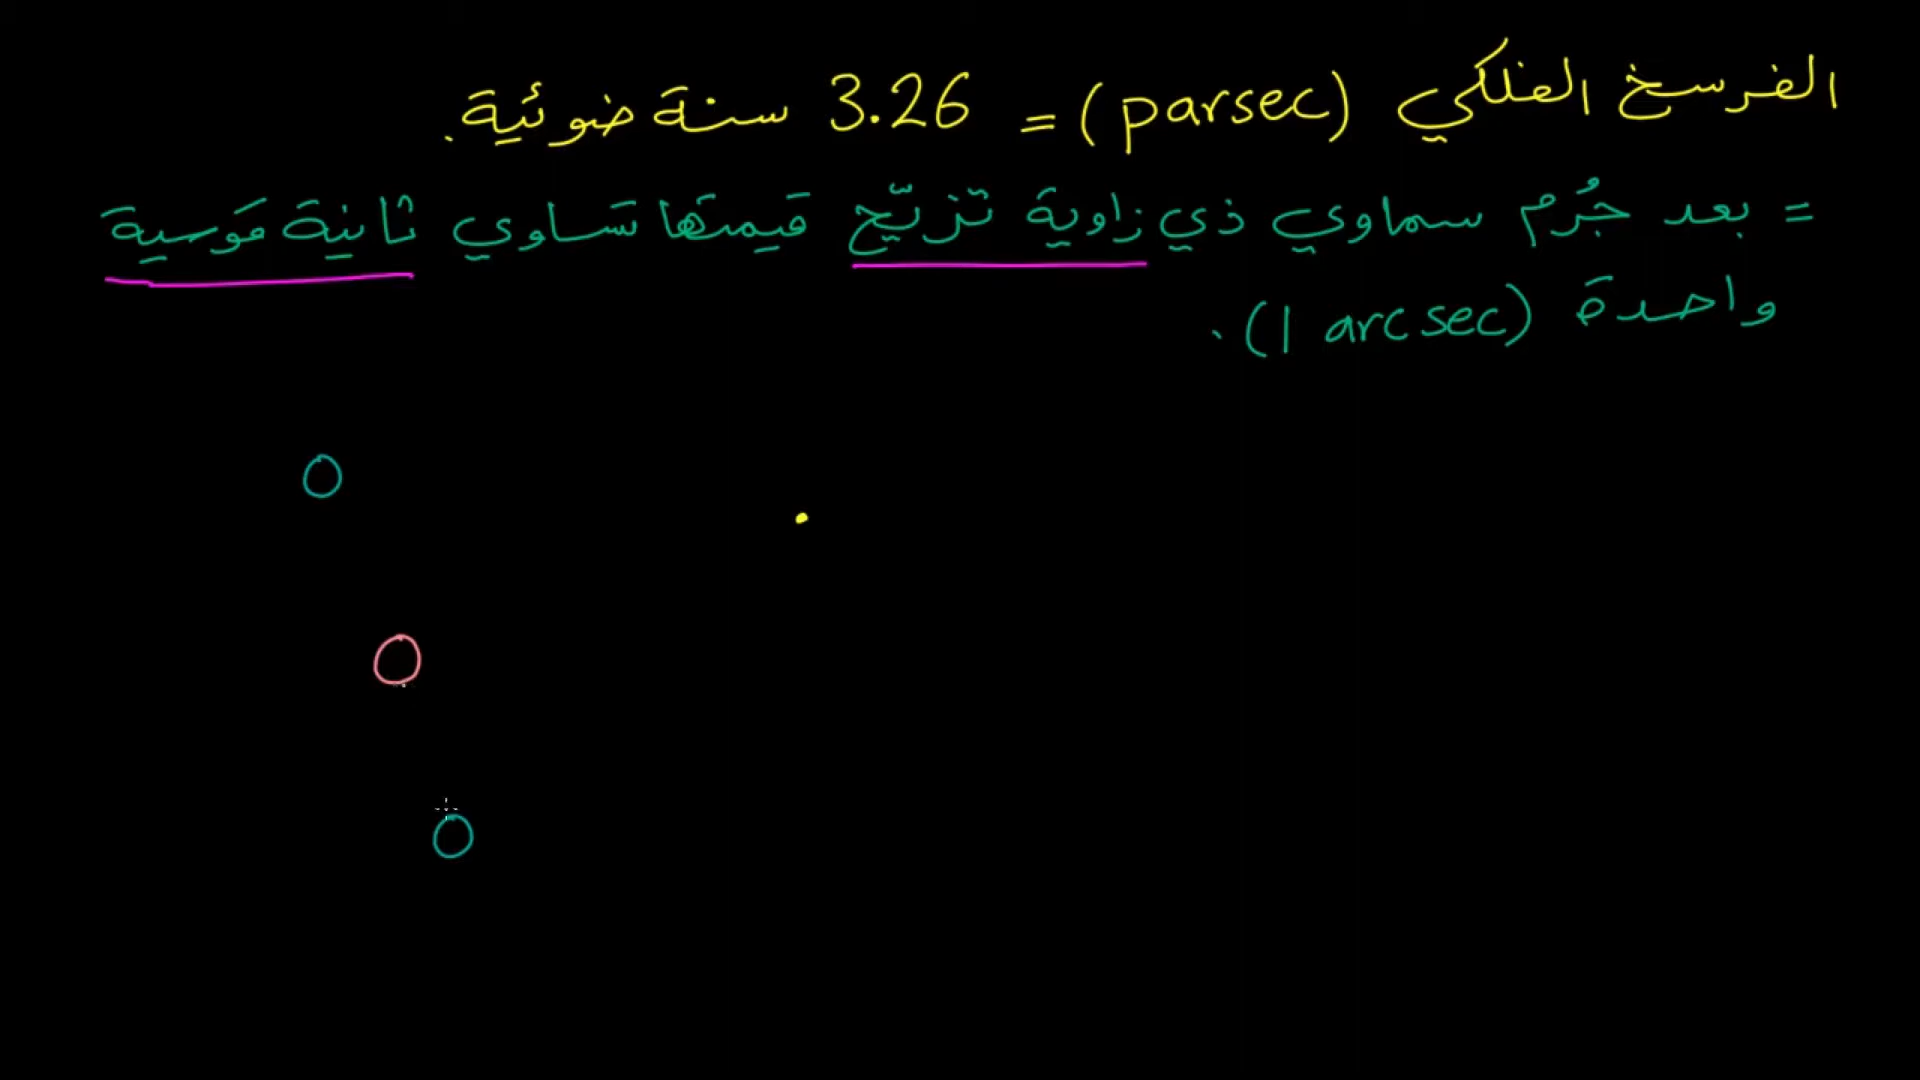 الفرسخ الفلكي (parsec) = 3.26 سنة ضوئية.
= بعد جُرم سماوي ذي زاوية تزيّح قيمتها تساوي ثانية قوسية
واحدة (1 arcsec).